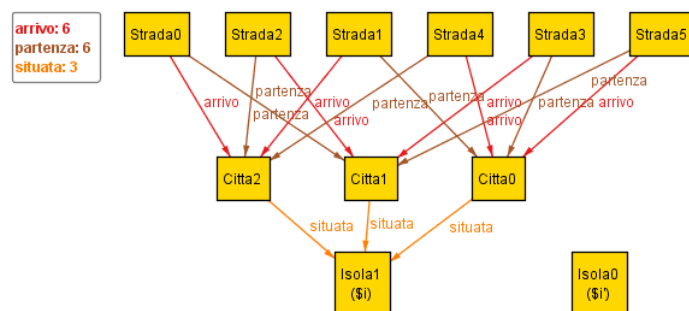 arrivo: 6
partenza: 6
situata: 3
Strada0
Strada2
Strada1
Strada4
Strada3
Strada5
partenza
partenza
partenza
partenza
arrivo
arrivo
partenza
arrivo
arrivo
partenza
arrivo
arrivo
Citta2
Citta1
Citta0
situata
situata
situata
Isola1
($i)
Isola0
($i')